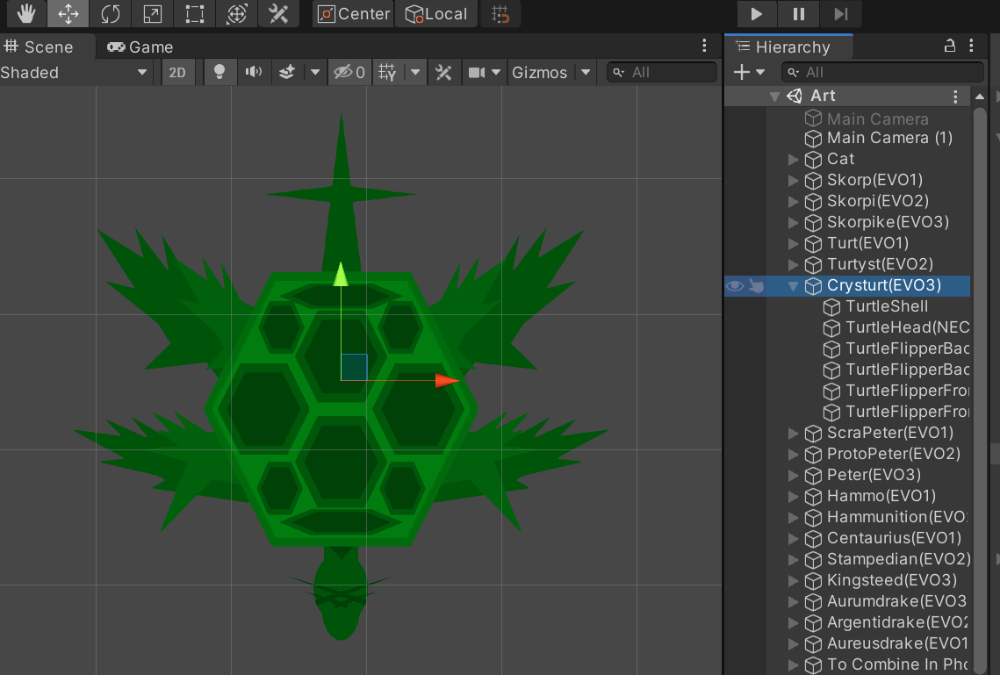 Center Local
Scene Game
Shaded 2D 0 Gizmos All
Hierarchy
All
Art
Main Camera
Main Camera (1)
Cat
Skorp(EVO1)
Skorpi(EVO2)
Skorpike(EVO3)
Turt(EVO1)
Turtyst(EVO2)
Crysturt(EVO3)
TurtleShell
TurtleHead(NEC
TurtleFlipperBac
TurtleFlipperBac
TurtleFlipperFro
TurtleFlipperFro
ScraPeter(EVO1)
ProtoPeter(EVO2)
Peter(EVO3)
Hammo(EVO1)
Hammunition(EVO
Centaurius(EVO1)
Stampedian(EVO2)
Kingsteed(EVO3)
Aurumdrake(EVO3
Argentidrake(EVO2
Aureusdrake(EVO1
To Combine In Pho